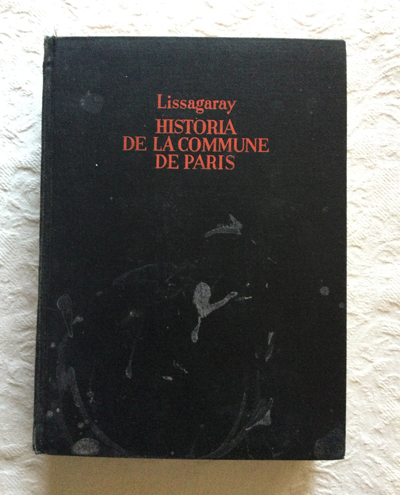 Lissagaray
HISTORIA
DE LA COMMUNE
DE PARIS